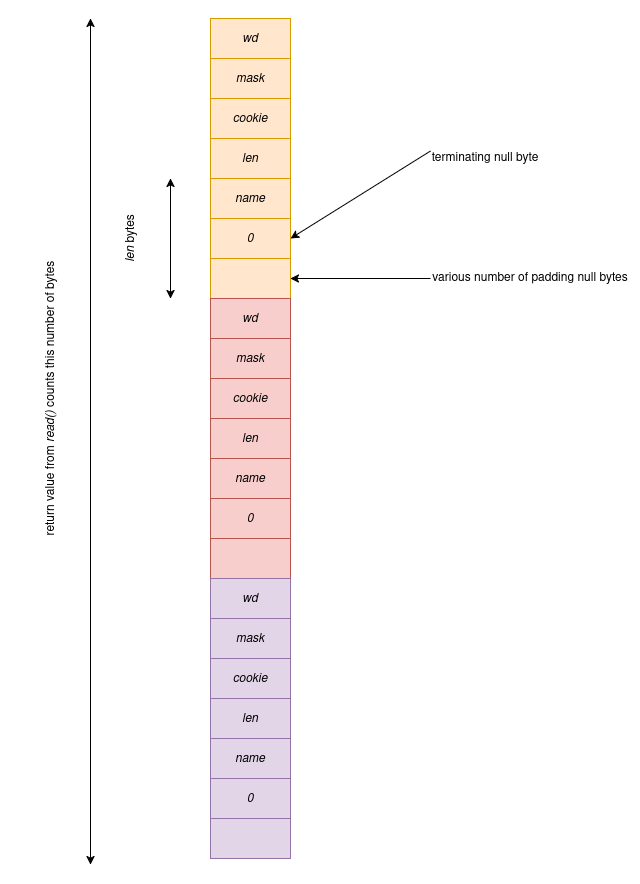 wd
mask
cookie
len
name
0
terminating null byte
various number of padding null bytes
len bytes
return value from read() counts this number of bytes
wd
mask
cookie
len
name
0
wd
mask
cookie
len
name
0